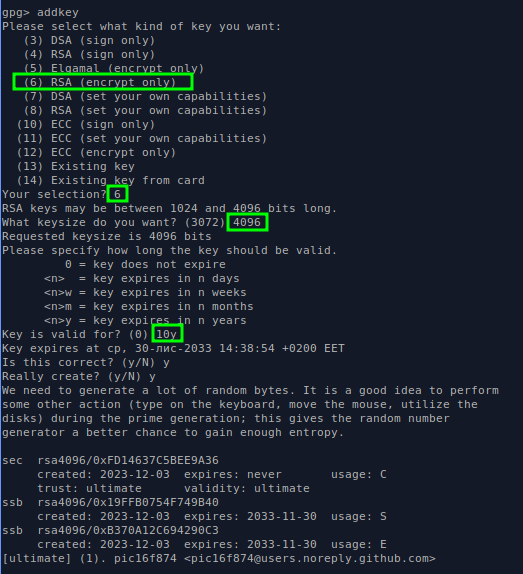 gpg> addkey
Please select what kind of key you want:
   (3) DSA (sign only)
   (4) RSA (sign only)
   (5) Elgamal (encrypt only)
   (6) RSA (encrypt only)
   (7) DSA (set your own capabilities)
   (8) RSA (set your own capabilities)
  (10) ECC (sign only)
  (11) ECC (set your own capabilities)
  (12) ECC (encrypt only)
  (13) Existing key
  (14) Existing key from card
Your selection? 6
RSA keys may be between 1024 and 4096 bits long.
What keysize do you want? (3072) 4096
Requested keysize is 4096 bits
Please specify how long the key should be valid.
         0 = key does not expire
      <n>  = key expires in n days
      <n>w = key expires in n weeks
      <n>m = key expires in n months
      <n>y = key expires in n years
Key is valid for? (0) 10y
Key expires at ср, 30-лис-2033 14:38:54 +0200 EET
Is this correct? (y/N) y
Really create? (y/N) y
We need to generate a lot of random bytes. It is a good idea to perform
some other action (type on the keyboard, move the mouse, utilize the
disks) during the prime generation; this gives the random number
generator a better chance to gain enough entropy.
sec  rsa4096/0xFD14637C5BEE9A36
     created: 2023-12-03  expires: never       usage: C
     trust: ultimate      validity: ultimate
ssb  rsa4096/0x19FFB0754F749B40
     created: 2023-12-03  expires: 2033-11-30  usage: S
ssb  rsa4096/0xB370A12C694290C3
     created: 2023-12-03  expires: 2033-11-30  usage: E
[ultimate] (1). pic16f874 <pic16f874@users.noreply.github.com>